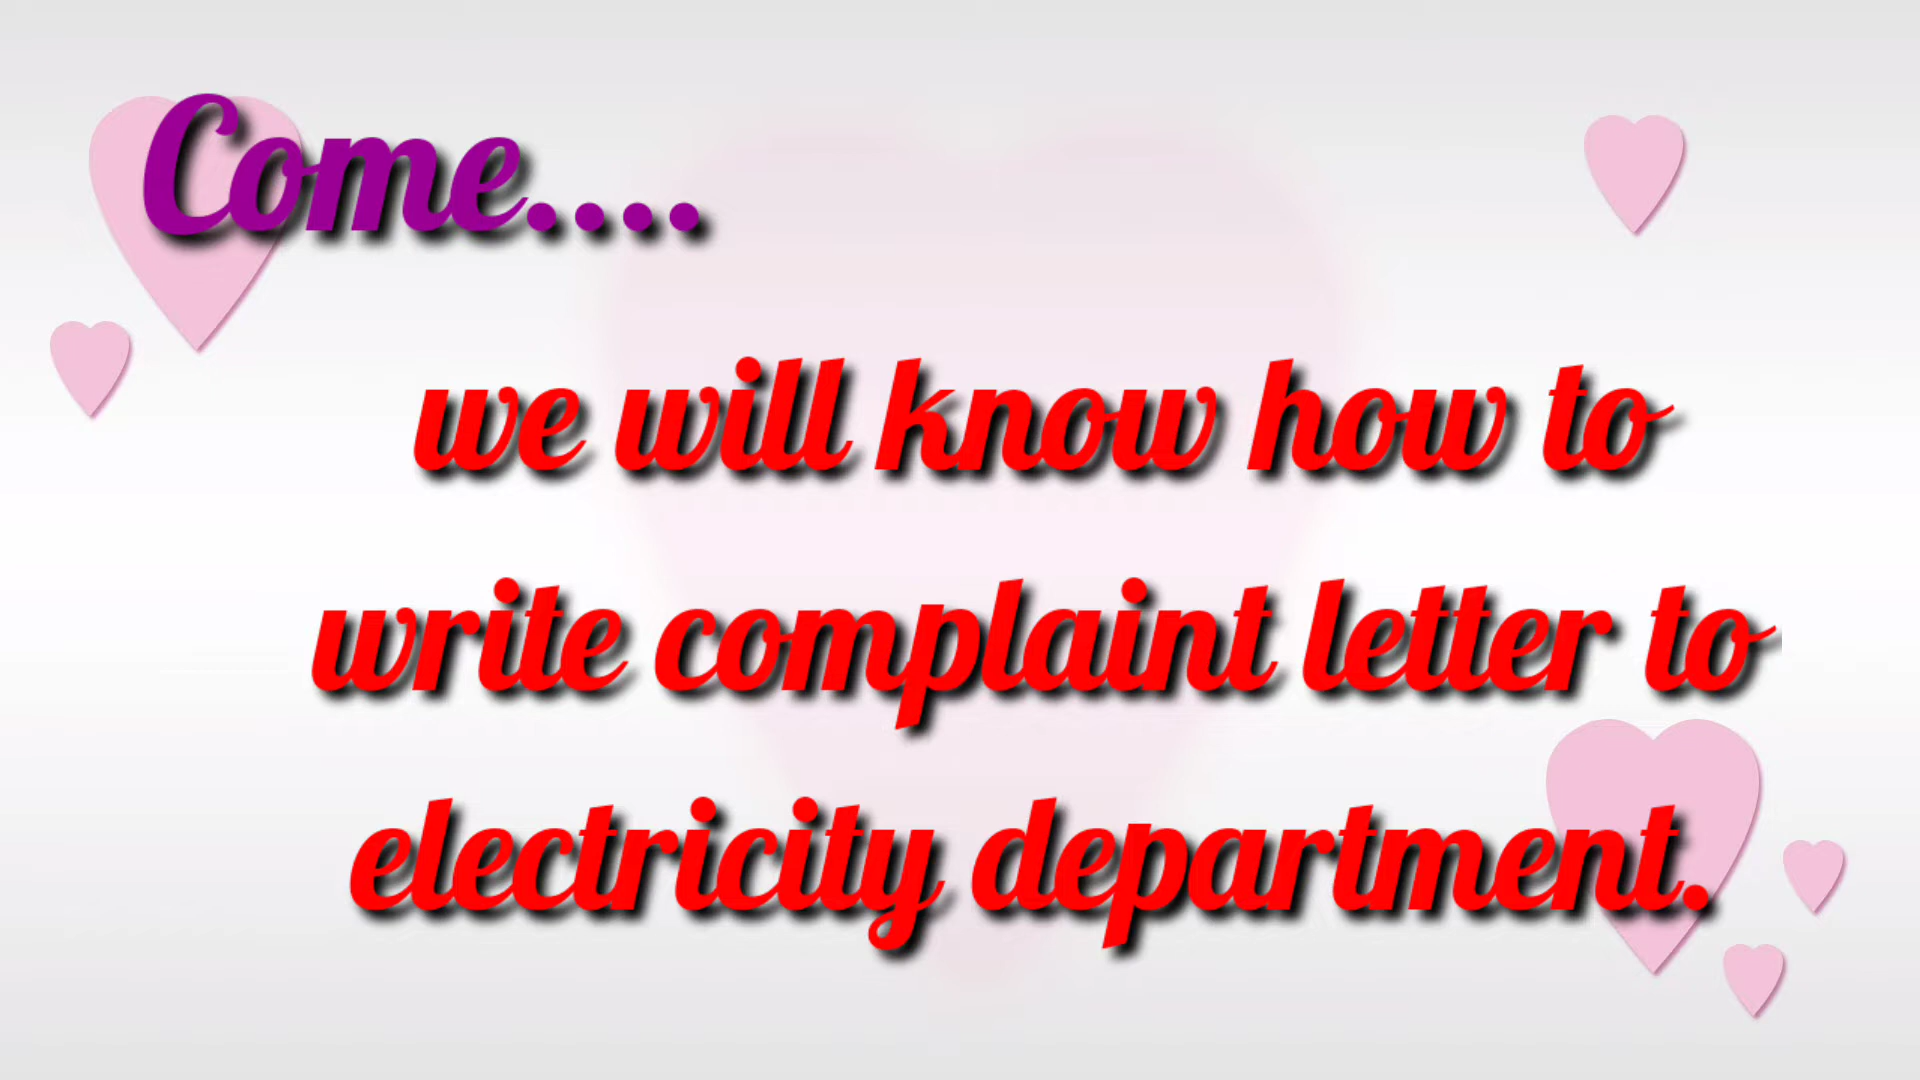 Come....
we will know how to
write complaint letter to
electricity department.